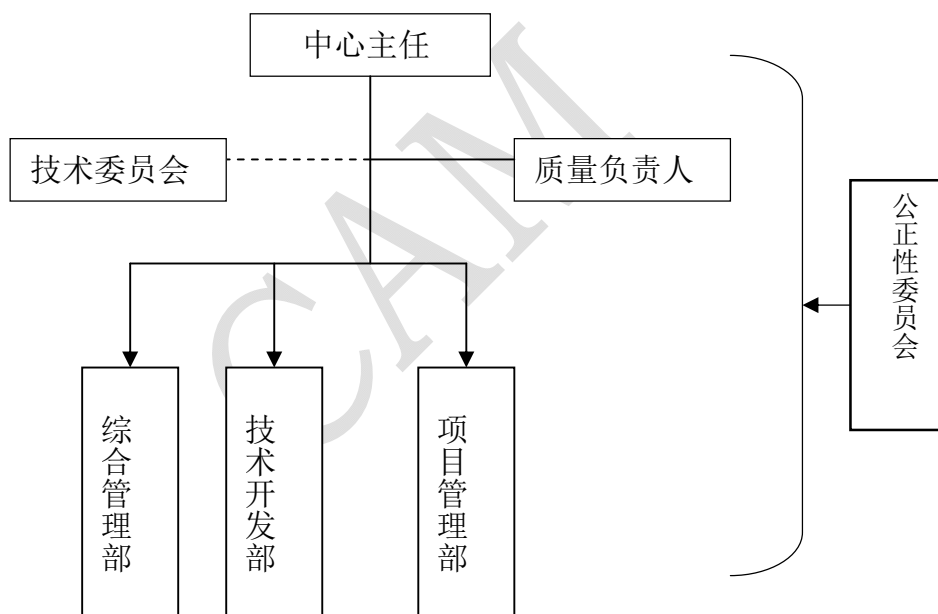 中心主任
技术委员会
质量负责人
公正性委员会
综合管理部
技术开发部
项目管理部
CAM